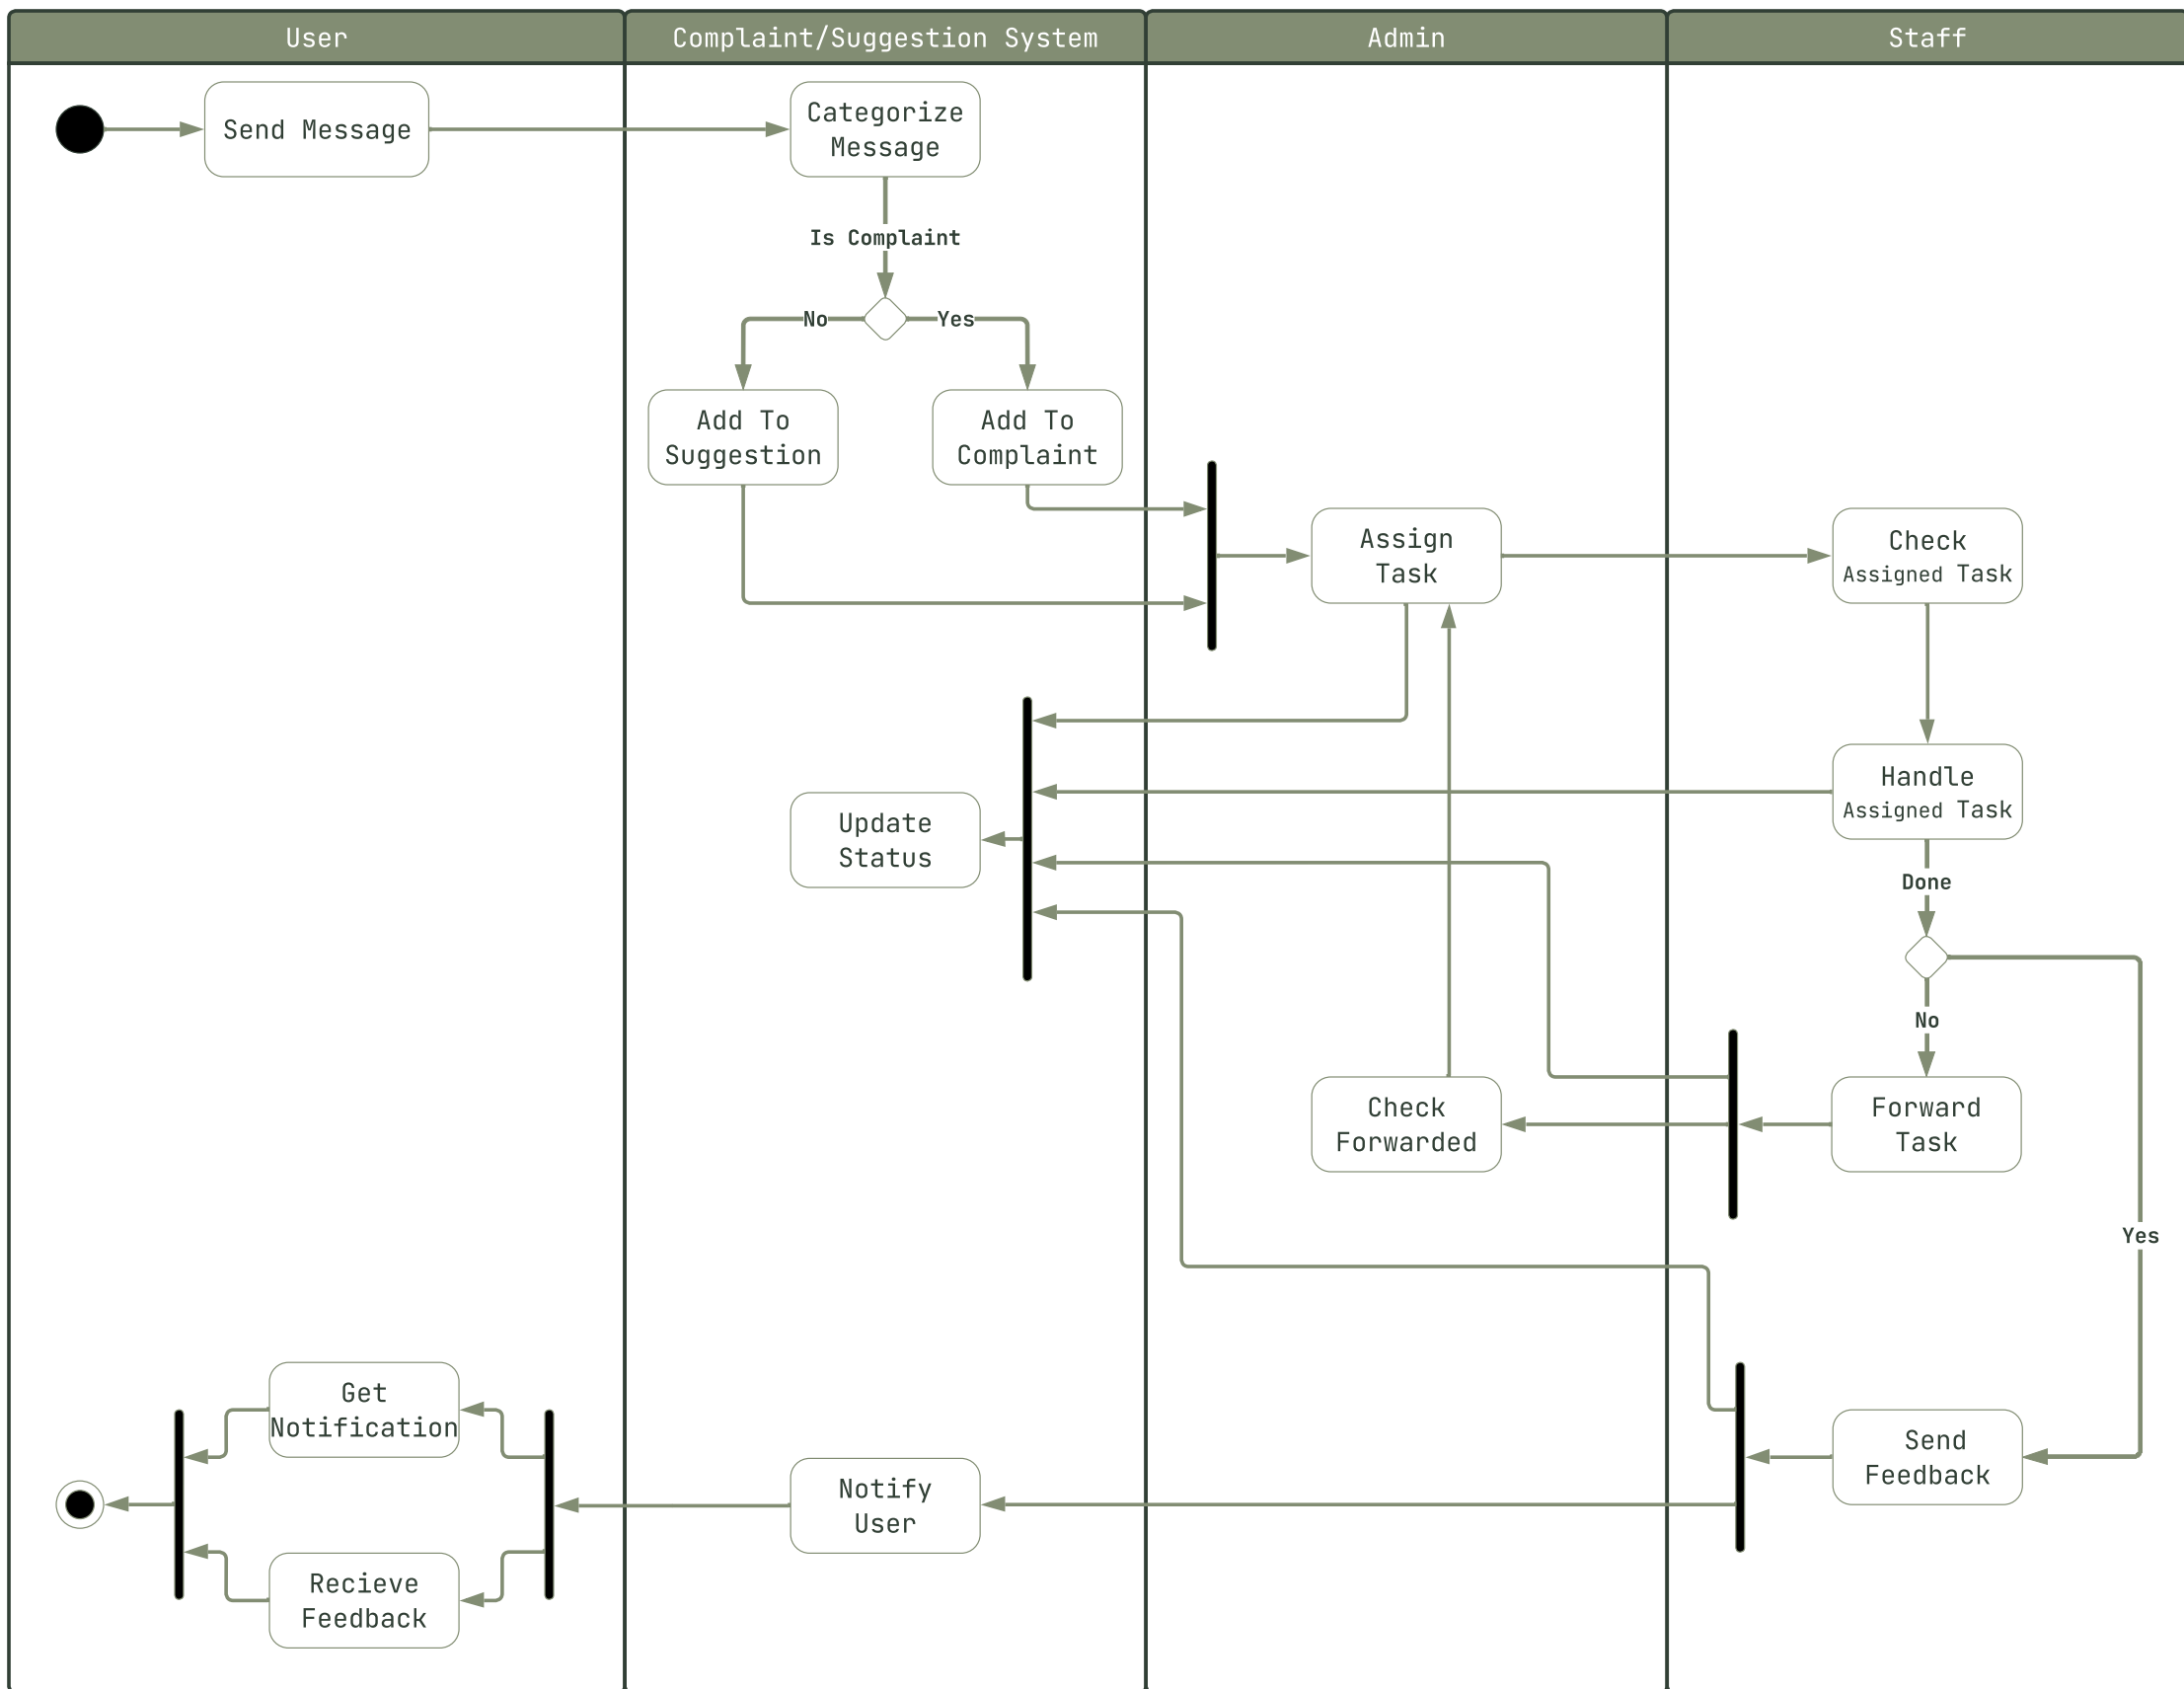 User
Complaint/Suggestion System
Admin
Staff
Send Message
Categorize
Message
Is Complaint
No
Yes
Add To
Suggestion
Add To
Complaint
Assign
Task
Check
Assigned Task
Update
Status
Handle
Assigned Task
Done
No
Check
Forwarded
Forward
Task
Yes
Get
Notification
Notify
User
Send
Feedback
Recieve
Feedback